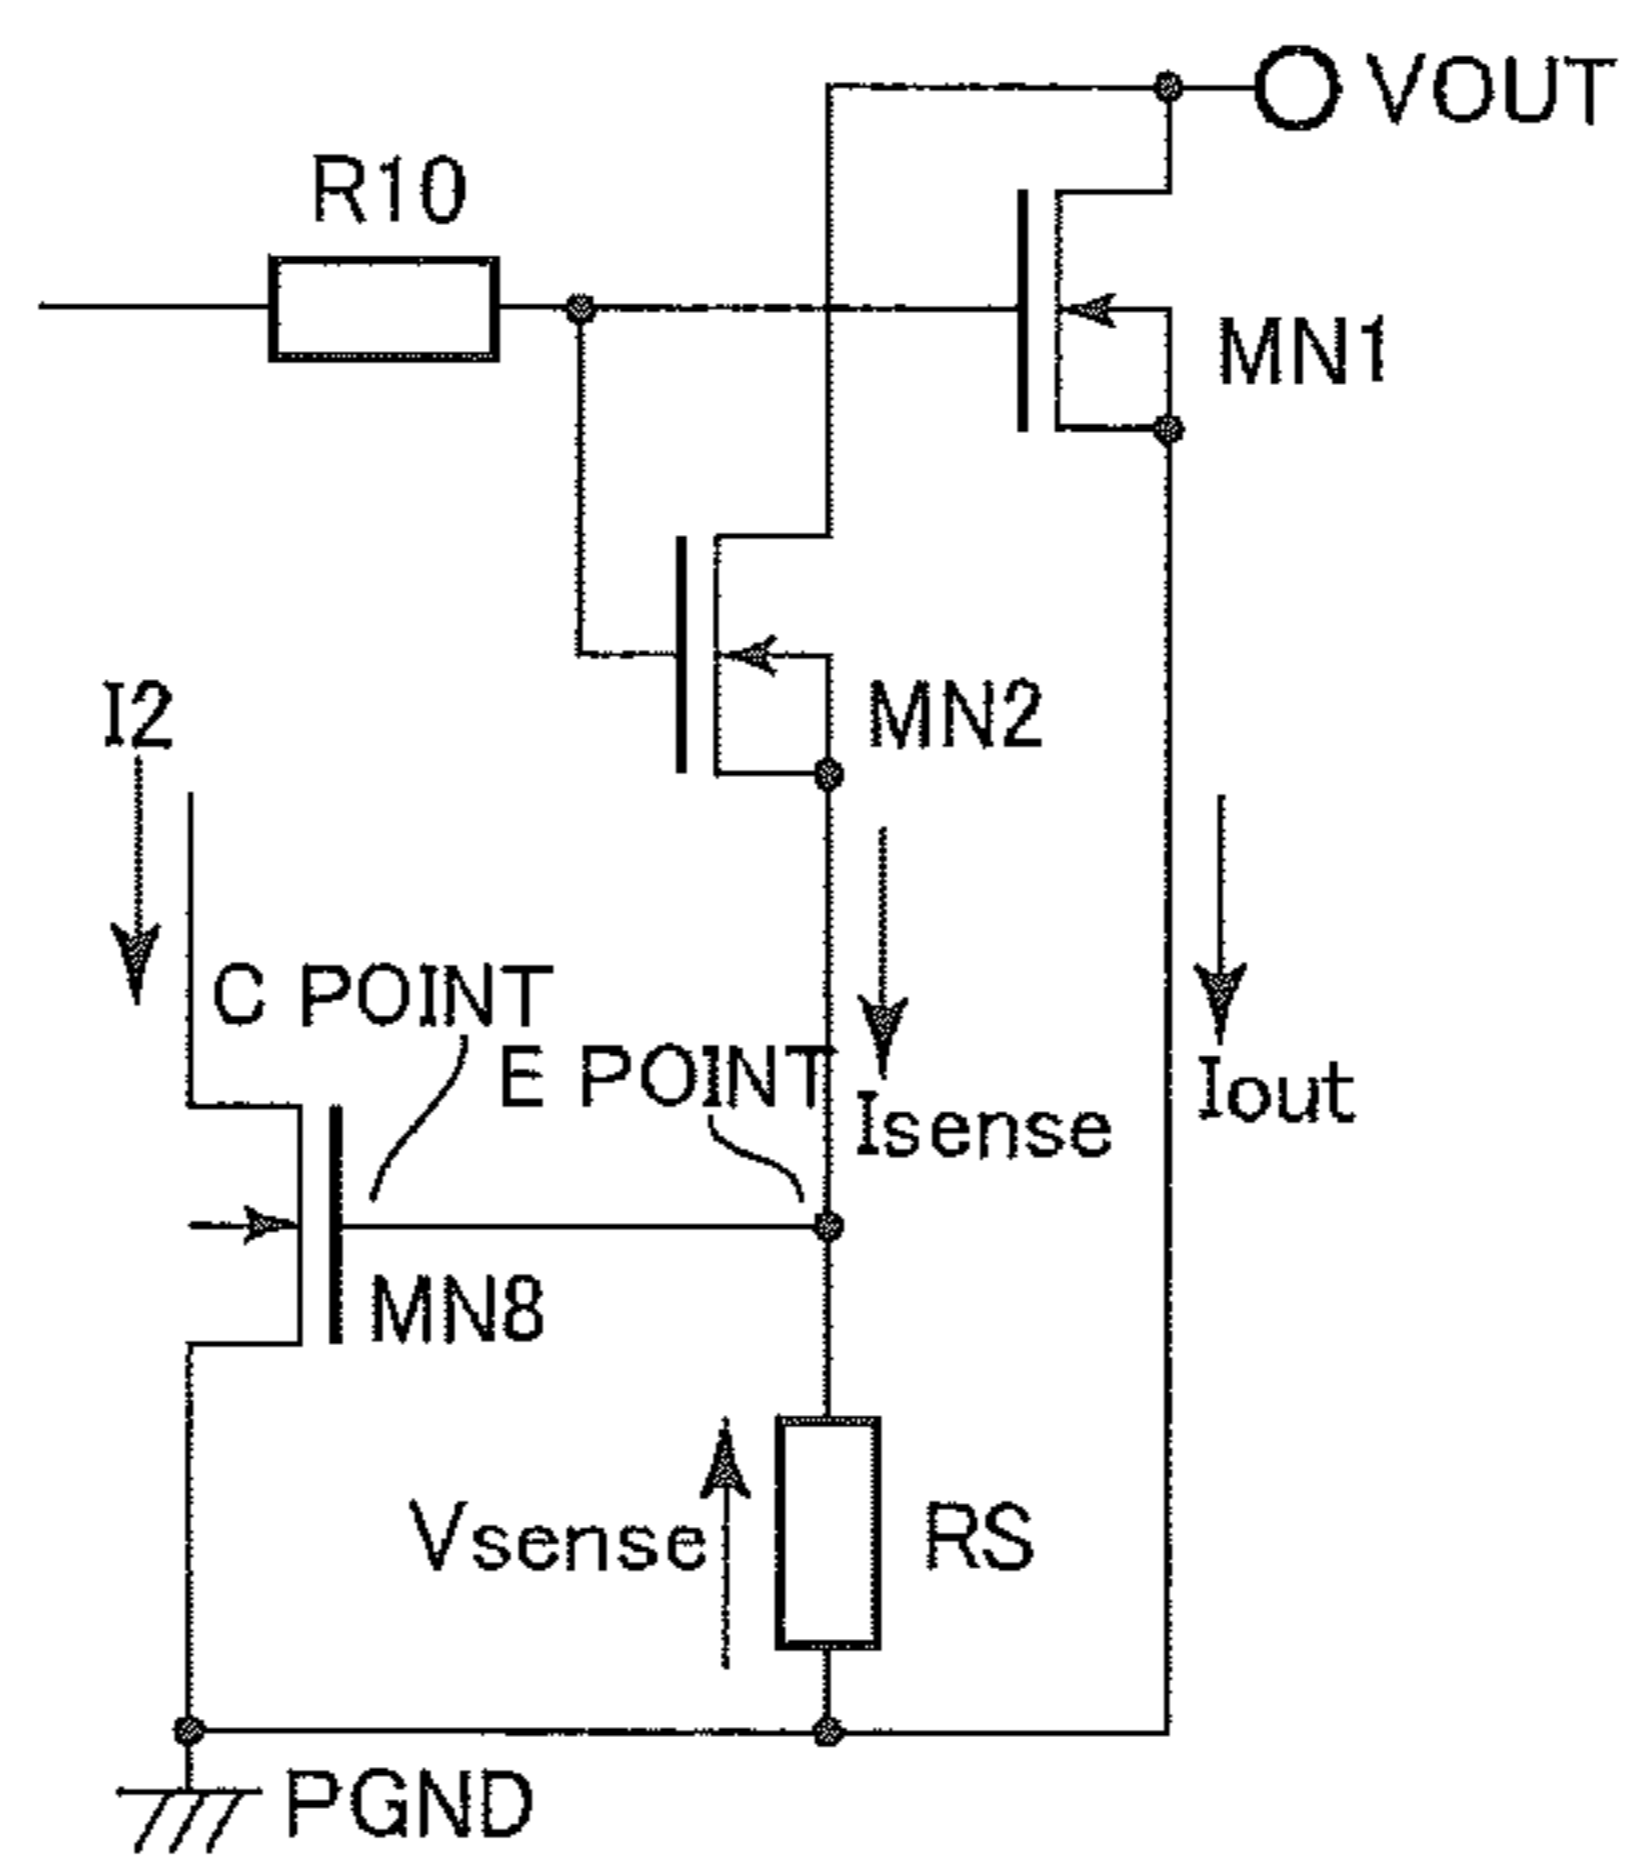 VOUT
R10
MN1
MN2
I2
C POINT
E POINT
Isense
Iout
MN8
Vsense
RS
PGND